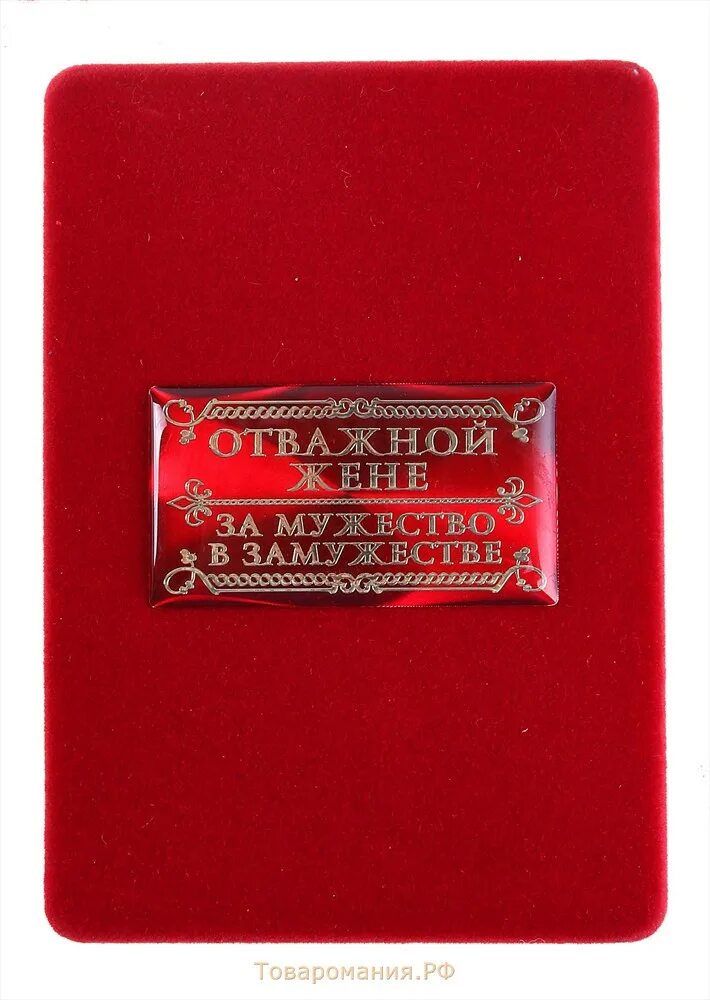 ОТВАЖНОЙ
ЖЕНЕ
ЗА МУЖЕСТВО
В ЗАМУЖЕСТВЕ
Товаромания.РФ